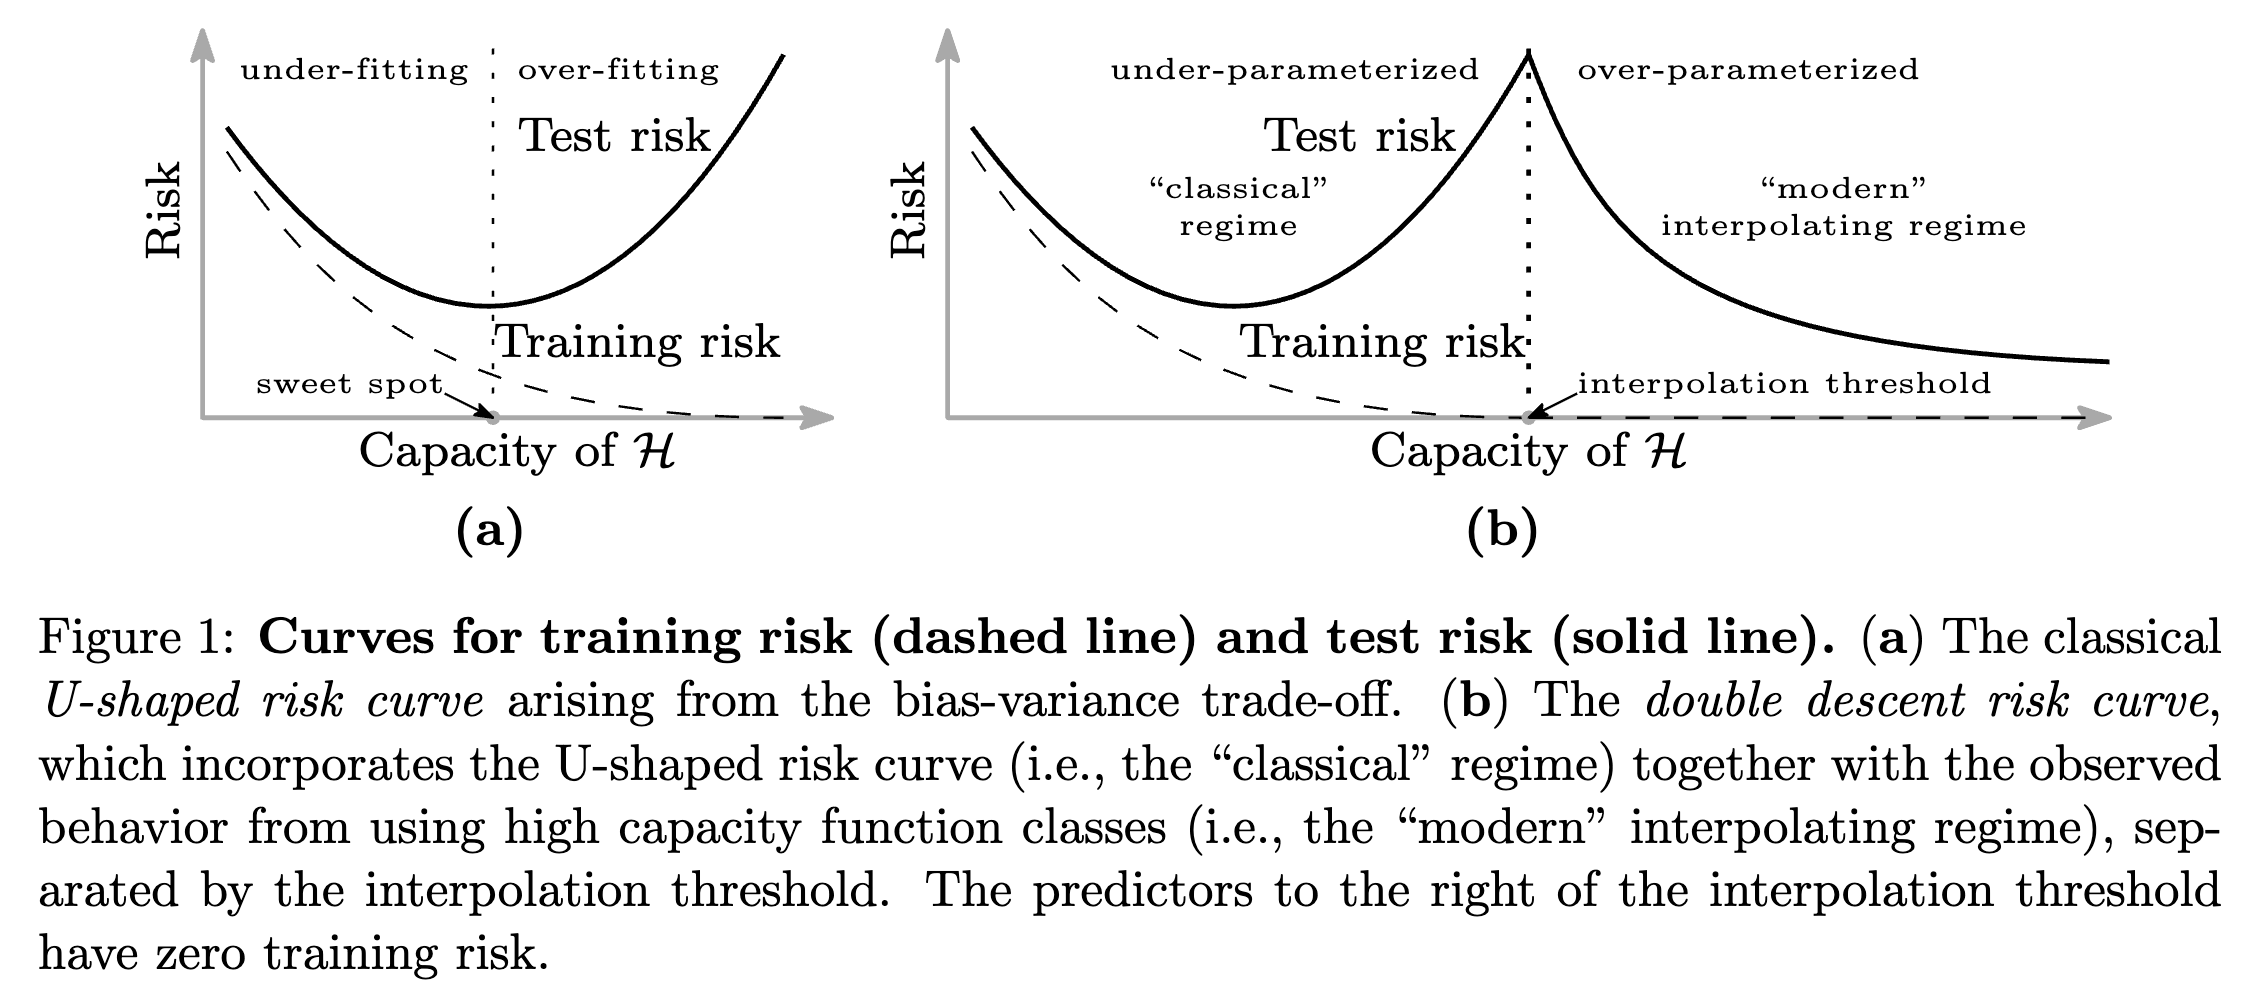 under-fitting
over-fitting
Test risk
Risk
Training risk
sweet spot
Capacity of ℋ
(a)
under-parameterized
over-parameterized
Test risk
“classical”
regime
“modern”
interpolating regime
Risk
Training risk
interpolation threshold
Capacity of ℋ
(b)
Figure 1: Curves for training risk (dashed line) and test risk (solid line). (a) The classical
U-shaped risk curve arising from the bias-variance trade-off. (b) The double descent risk curve,
which incorporates the U-shaped risk curve (i.e., the “classical” regime) together with the observed
behavior from using high capacity function classes (i.e., the “modern” interpolating regime), sep-
arated by the interpolation threshold. The predictors to the right of the interpolation threshold
have zero training risk.